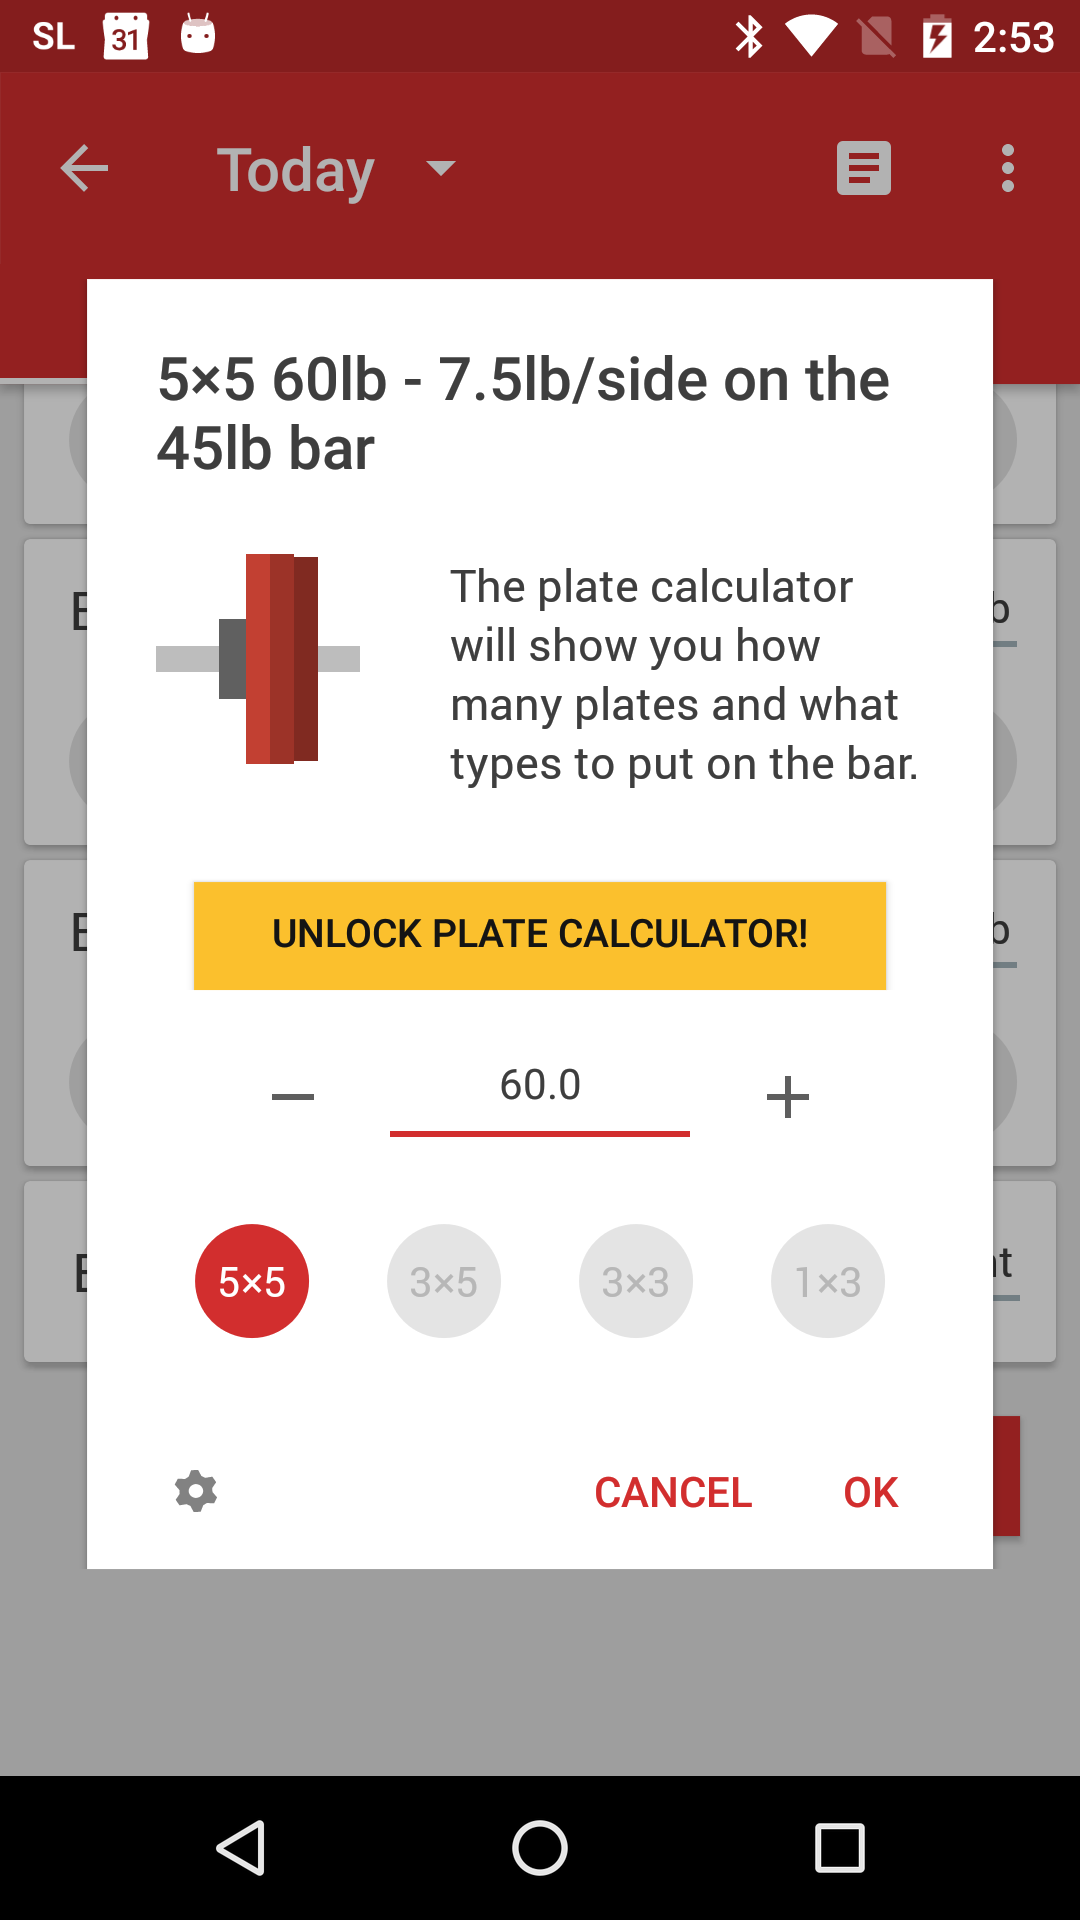 SL 31 2:53
Today
5×5 60lb - 7.5lb/side on the
45lb bar
The plate calculator
will show you how
many plates and what
types to put on the bar.
UNLOCK PLATE CALCULATOR!
60.0
5×5 3×5 3×3 1×3
CANCEL OK